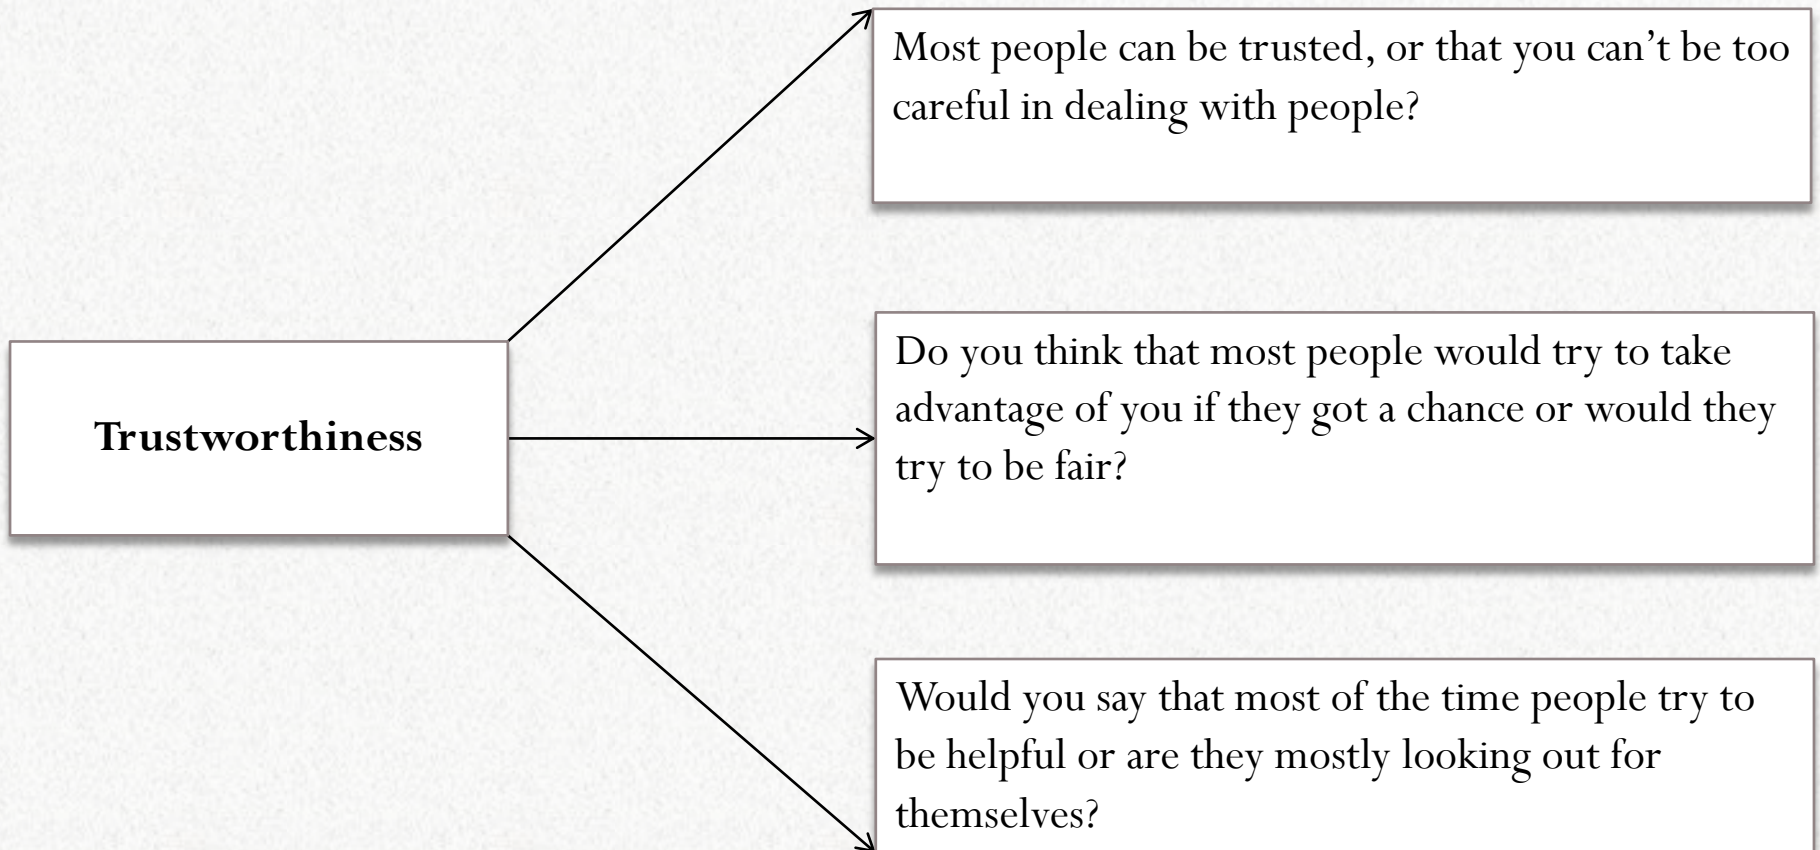 Most people can be trusted, or that you can’t be too
careful in dealing with people?
Trustworthiness
Do you think that most people would try to take
advantage of you if they got a chance or would they
try to be fair?
Would you say that most of the time people try to
be helpful or are they mostly looking out for
themselves?